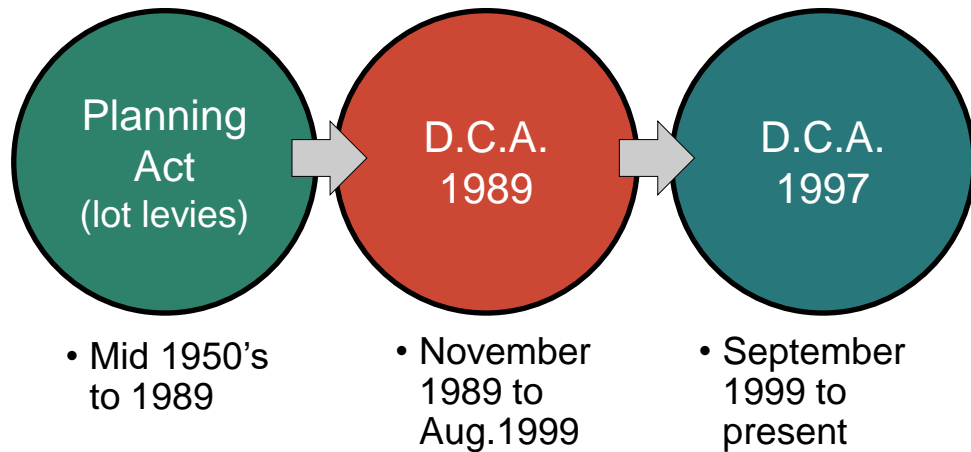 Planning
Act
(lot levies)
D.C.A.
1989
D.C.A.
1997
• Mid 1950's
to 1989
• November
1989 to
Aug.1999
• September
1999 to
present